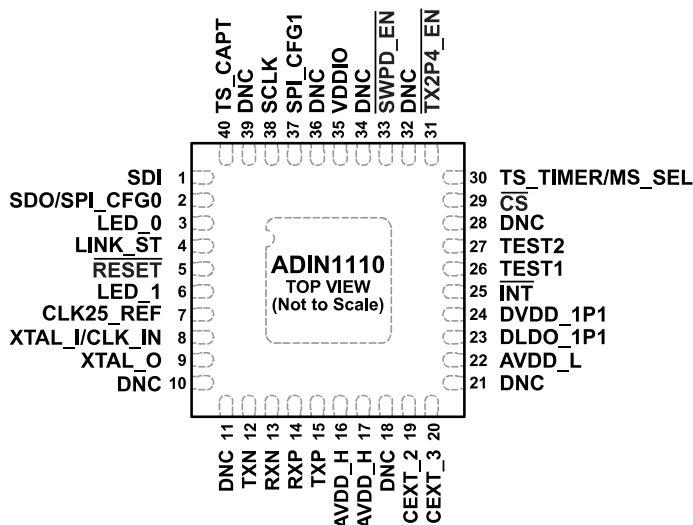 40 TS_CAPT
39 DNC
38 SCLK
37 SPI_CFG1
36 DNC
35 VDDIO
34 DNC
33 SWPD_EN
32 DNC
31 TX2P4_EN
SDI 1
SDO/SPI_CFG0 2
LED_0 3
LINK_ST 4
RESET 5
LED_1 6
CLK25_REF 7
XTAL_I/CLK_IN 8
XTAL_O 9
DNC 10
ADIN1110
TOP VIEW
(Not to Scale)
30 TS_TIMER/MS_SEL
29 CS
28 DNC
27 TEST2
26 TEST1
25 INT
24 DVDD_1P1
23 DLDO_1P1
22 AVDD_L
21 DNC
DNC 11
TXN 12
RXN 13
RXP 14
TXP 15
AVDD_H 16
AVDD_H 17
DNC 18
CEXT_2 19
CEXT_3 20